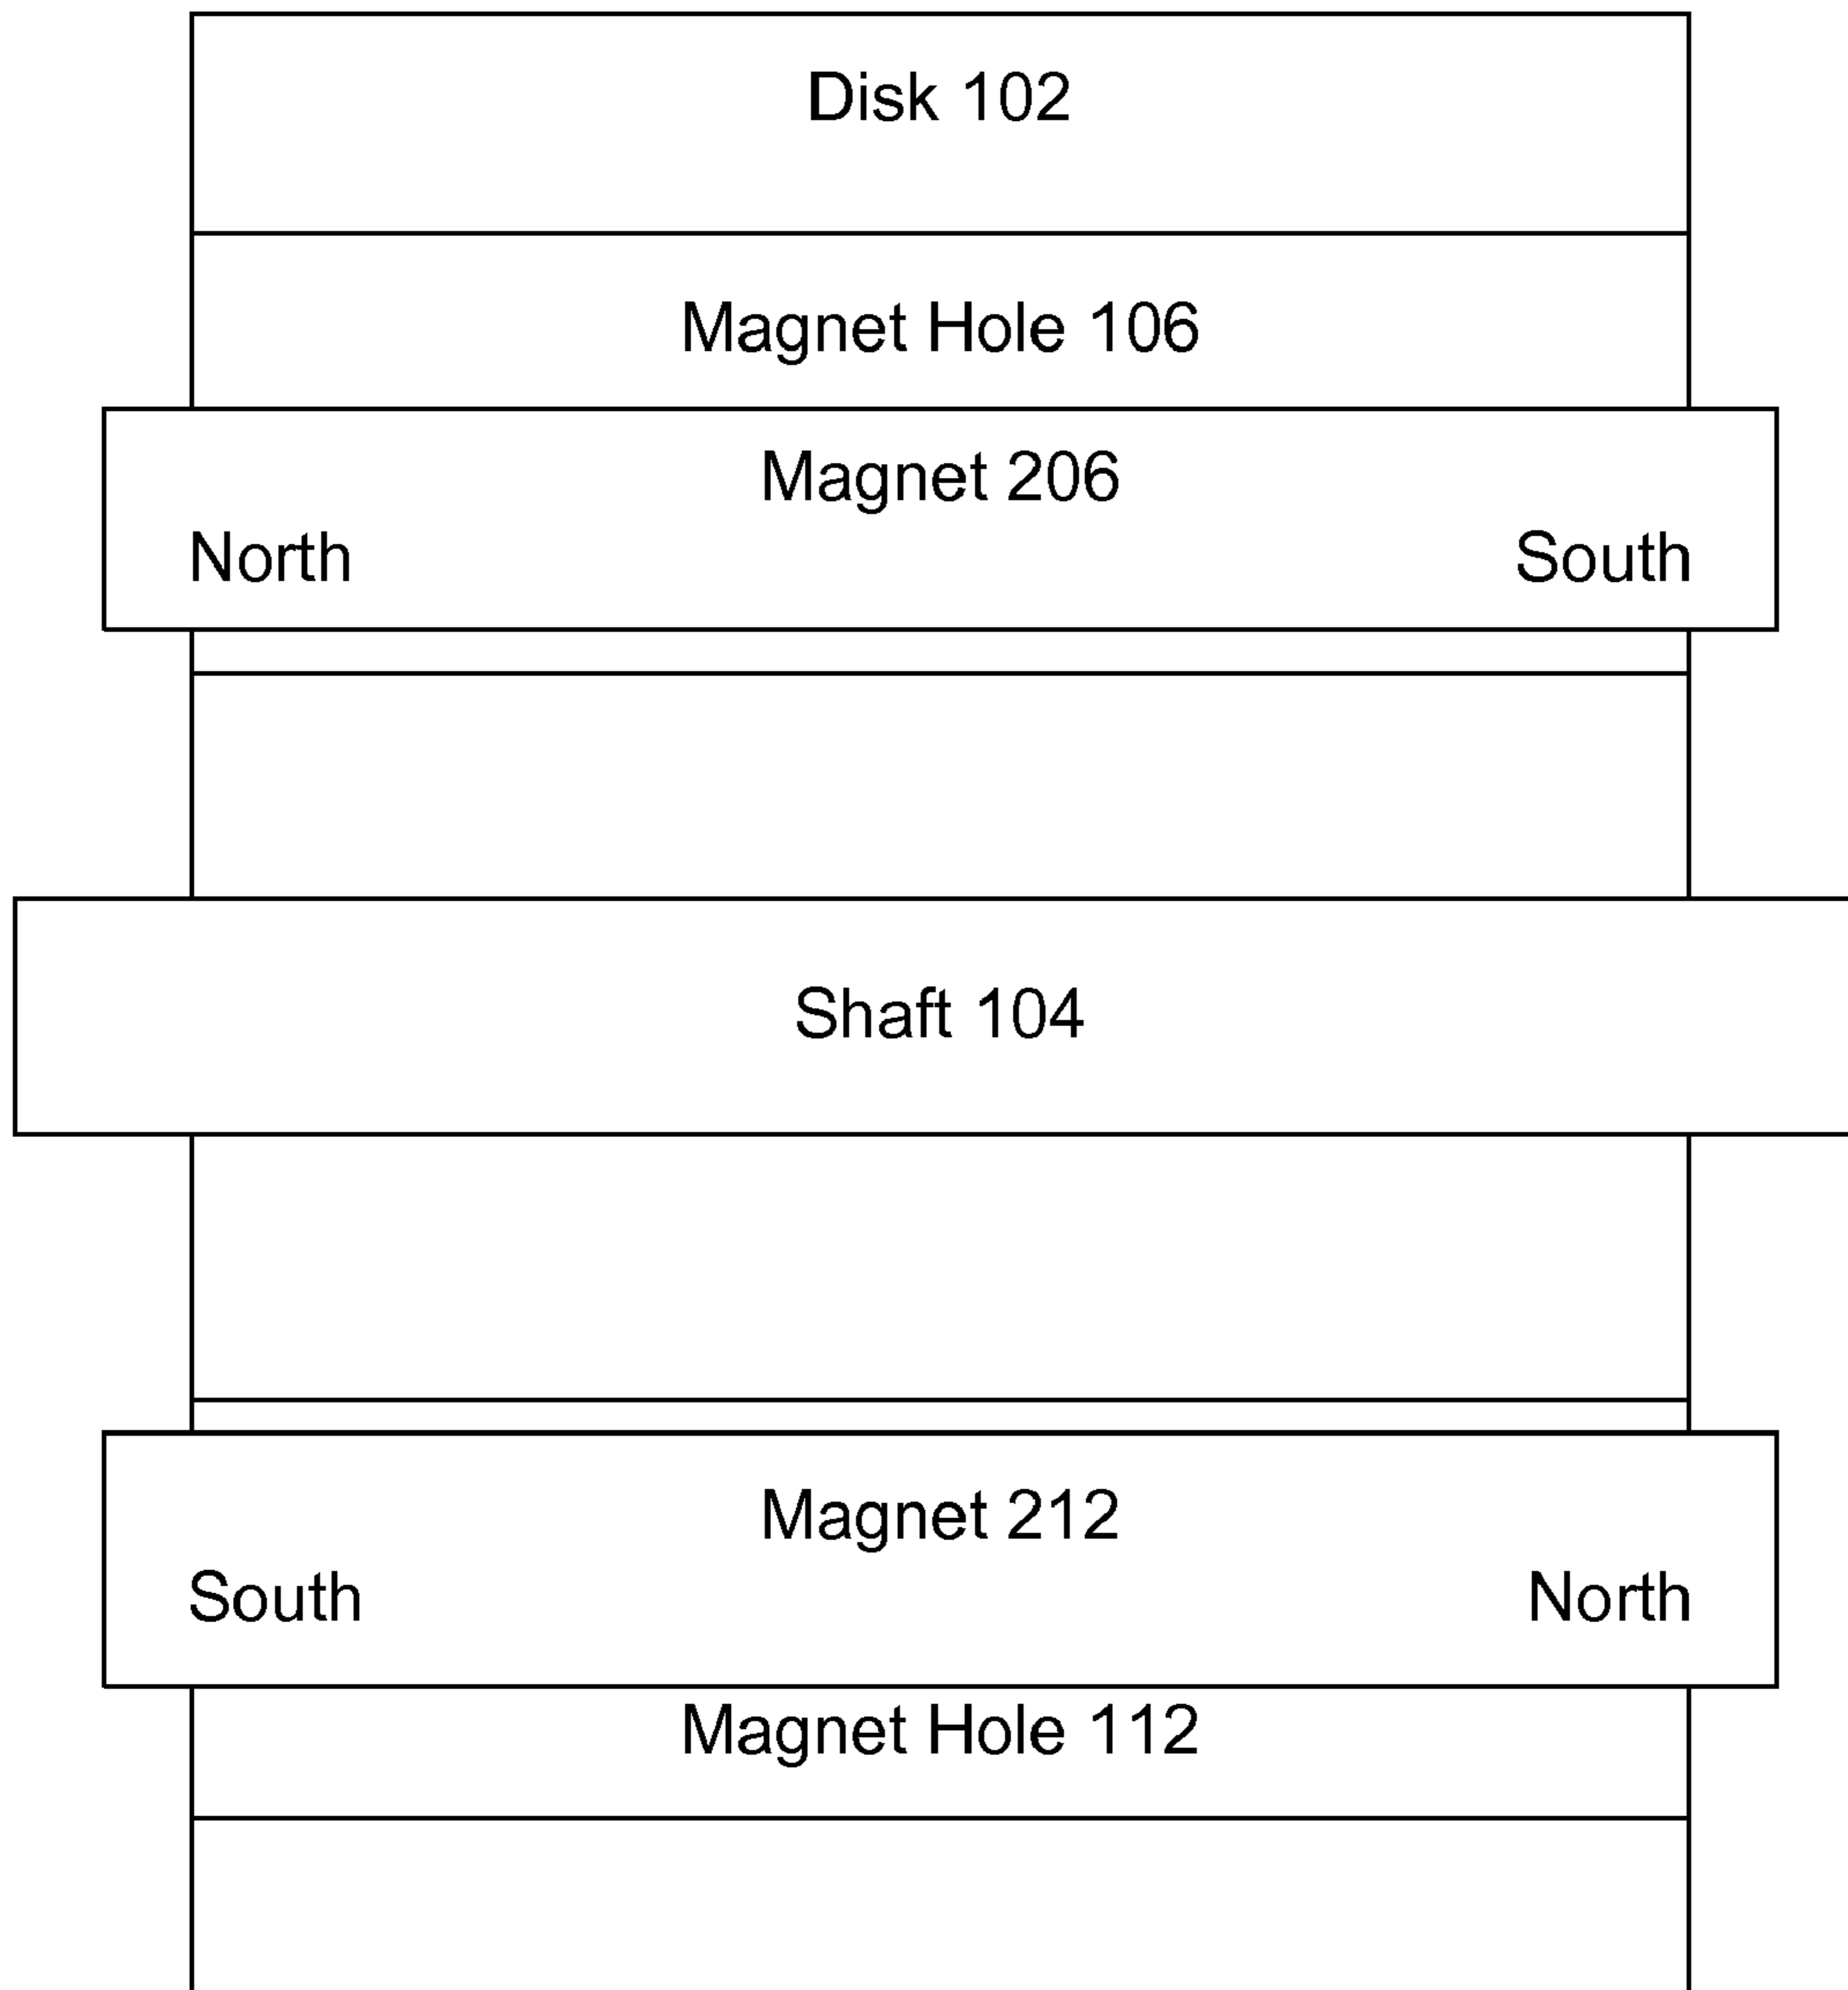 Disk 102
Magnet Hole 106
Magnet 206
North South
Shaft 104
Magnet 212
South North
Magnet Hole 112